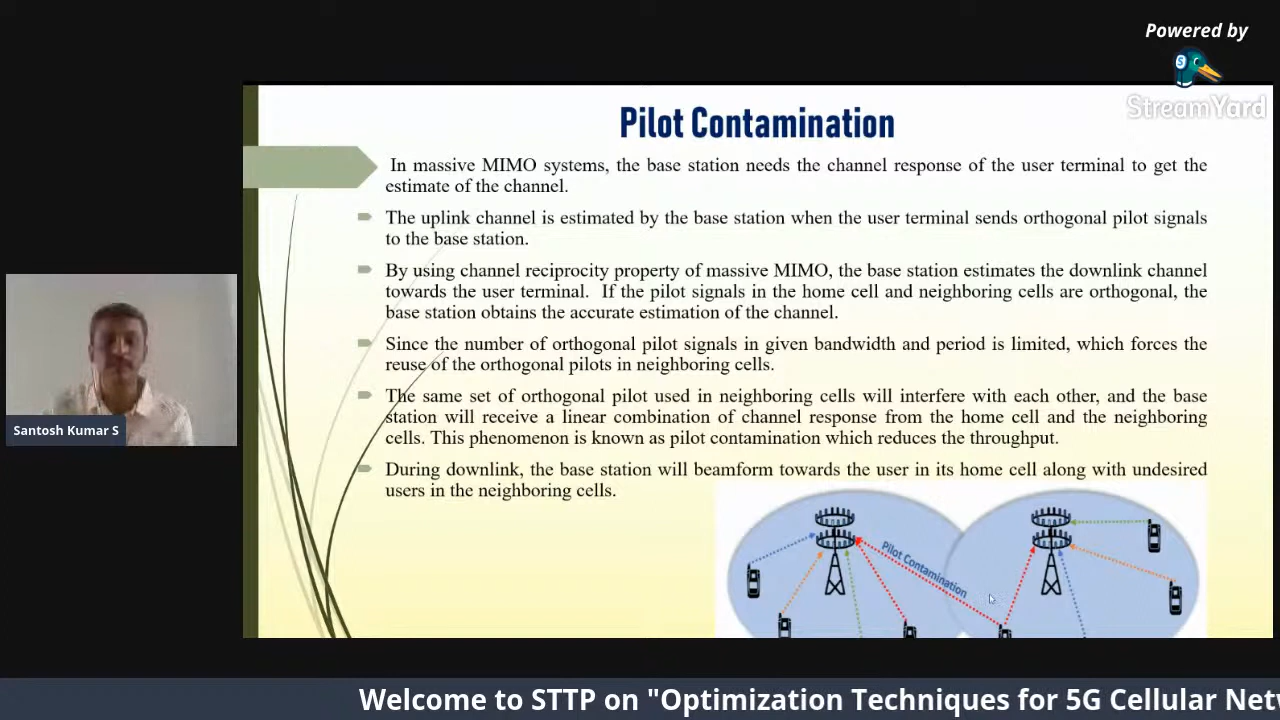 Powered by
StreamYard
Pilot Contamination
In massive MIMO systems, the base station needs the channel response of the user terminal to get the
estimate of the channel.
The uplink channel is estimated by the base station when the user terminal sends orthogonal pilot signals
to the base station.
By using channel reciprocity property of massive MIMO, the base station estimates the downlink channel
towards the user terminal. If the pilot signals in the home cell and neighboring cells are orthogonal, the
base station obtains the accurate estimation of the channel.
Since the number of orthogonal pilot signals in given bandwidth and period is limited, which forces the
reuse of the orthogonal pilots in neighboring cells.
The same set of orthogonal pilot used in neighboring cells will interfere with each other, and the base
station will receive a linear combination of channel response from the home cell and the neighboring
cells. This phenomenon is known as pilot contamination which reduces the throughput.
During downlink, the base station will beamform towards the user in its home cell along with undesired
users in the neighboring cells.
Pilot Contamination
Santosh Kumar S
Welcome to STTP on "Optimization Techniques for 5G Cellular Net